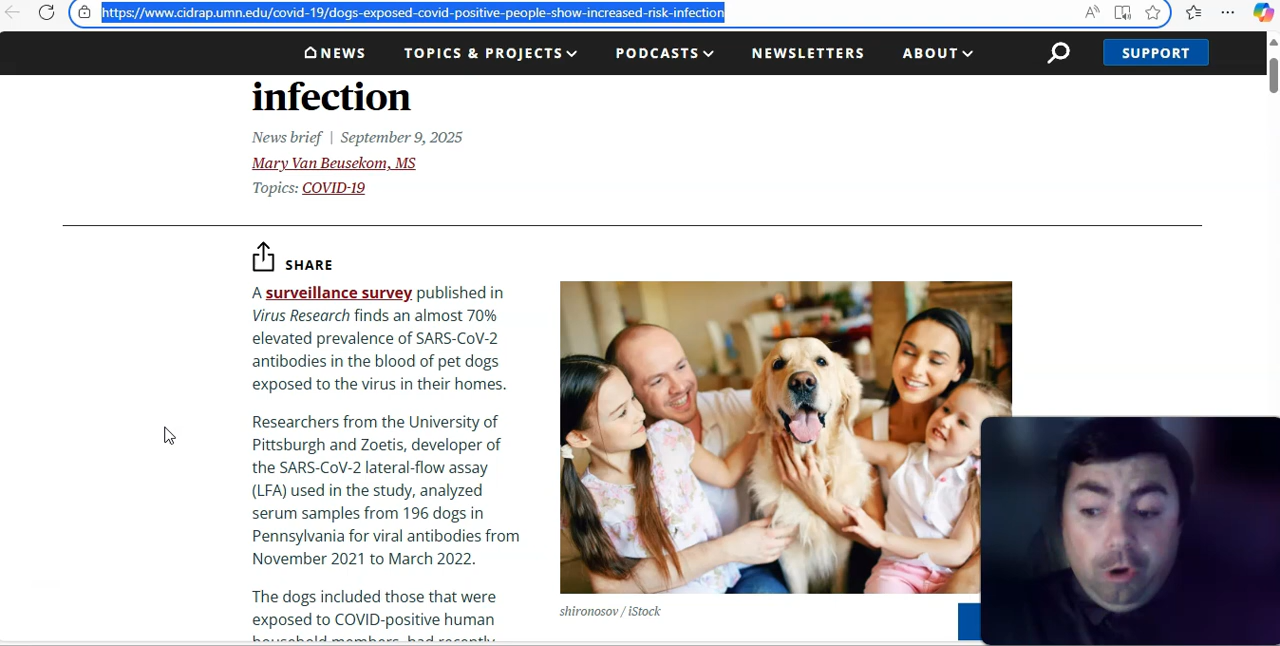 https://www.cidrap.umn.edu/covid-19/dogs-exposed-covid-positive-people-show-increased-risk-infection
NEWS TOPICS & PROJECTS PODCASTS NEWSLETTERS ABOUT SUPPORT
infection
News brief | September 9, 2025
Mary Van Beusekom, MS
Topics: COVID-19
SHARE
A surveillance survey published in
Virus Research finds an almost 70%
elevated prevalence of SARS-CoV-2
antibodies in the blood of pet dogs
exposed to the virus in their homes.
Researchers from the University of
Pittsburgh and Zoetis, developer of
the SARS-CoV-2 lateral-flow assay
(LFA) used in the study, analyzed
serum samples from 196 dogs in
Pennsylvania for viral antibodies from
November 2021 to March 2022.
The dogs included those that were
exposed to COVID-positive human
household members, had recently
shironosov / iStock